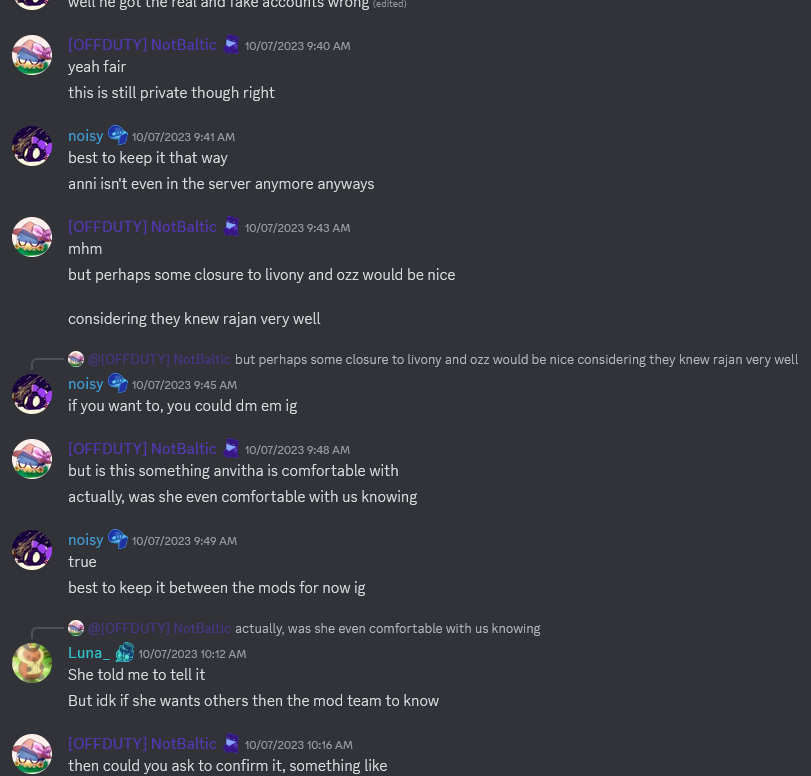 well he got the real and fake accounts wrong (edited)
[OFFDUTY] NotBaltic 10/07/2023 9:40 AM
yeah fair
this is still private though right
noisy 10/07/2023 9:41 AM
best to keep it that way
anni isn't even in the server anymore anyways
[OFFDUTY] NotBaltic 10/07/2023 9:43 AM
mhm
but perhaps some closure to livony and ozz would be nice
considering they knew rajan very well
@[OFFDUTY] NotBaltic but perhaps some closure to livony and ozz would be nice considering they knew rajan very well
noisy 10/07/2023 9:45 AM
if you want to, you could dm em ig
[OFFDUTY] NotBaltic 10/07/2023 9:48 AM
but is this something anvitha is comfortable with
actually, was she even comfortable with us knowing
noisy 10/07/2023 9:49 AM
true
best to keep it between the mods for now ig
@[OFFDUTY] NotBaltic actually, was she even comfortable with us knowing
Luna_ 10/07/2023 10:12 AM
She told me to tell it
But idk if she wants others then the mod team to know
[OFFDUTY] NotBaltic 10/07/2023 10:16 AM
then could you ask to confirm it, something like